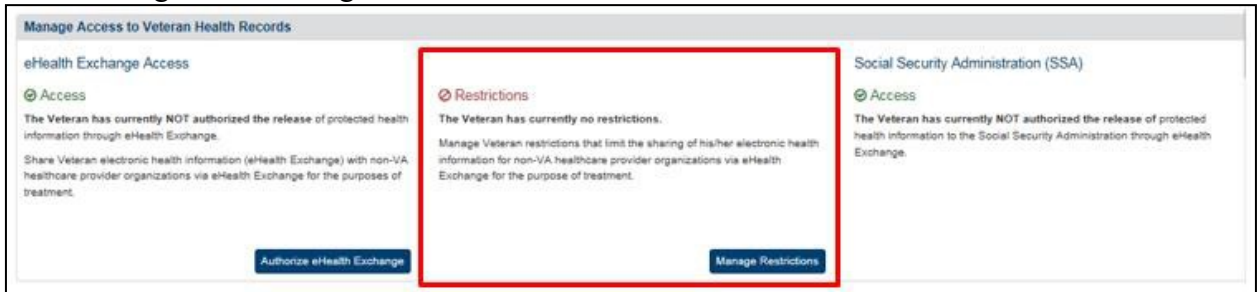 Manage Access to Veteran Health Records
eHealth Exchange Access
Access
The Veteran has currently NOT authorized the release of protected health
information through eHealth Exchange.
Share Veteran electronic health information (eHealth Exchange) with non-VA
healthcare provider organizations via eHealth Exchange for the purposes of
treatment.
Authorize eHealth Exchange
Restrictions
The Veteran has currently no restrictions.
Manage Veteran restrictions that limit the sharing of his/her electronic health
information for non-VA healthcare provider organizations via eHealth
Exchange for the purpose of treatment.
Manage Restrictions
Social Security Administration (SSA)
Access
The Veteran has currently NOT authorized the release of protected
health information to the Social Security Administration through eHealth
Exchange.